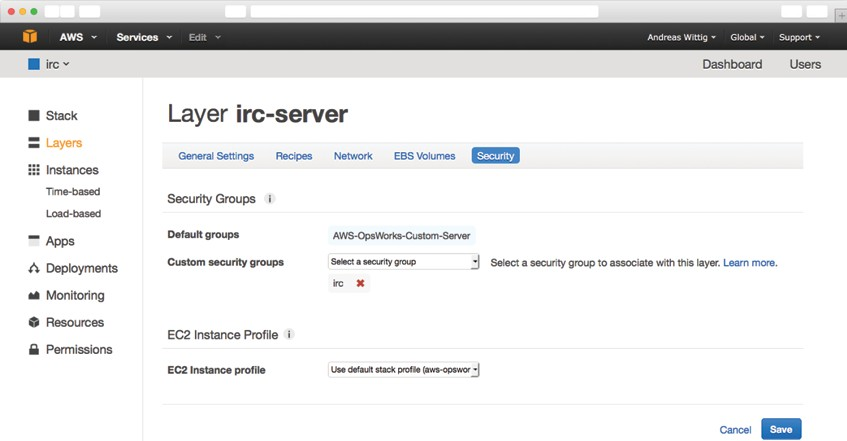 AWS Services Edit Andreas Wittig Global Support
irc Dashboard Users
Stack
Layers
Instances
Time-based
Load-based
Apps
Deployments
Monitoring
Resources
Permissions
Layer irc-server
General Settings Recipes Network EBS Volumes Security
Security Groups i
Default groups AWS-OpsWorks-Custom-Server
Custom security groups Select a security group Select a security group to associate with this layer. Learn more.
irc
EC2 Instance Profile i
EC2 Instance profile Use default stack profile (aws-opswor
Cancel Save